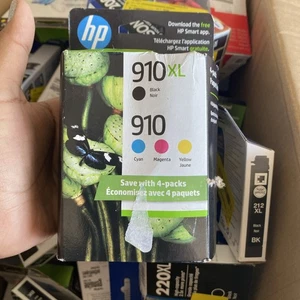 Download the free
HP Smart app
Téléchargez l'application
HP Smart gratuite.
hp
910XL
Black
Noir
910
Cyan
Magenta
Yellow
Jaune
Save with 4-packs
Économisez avec 4 paquets
212
XL
BK
220XL